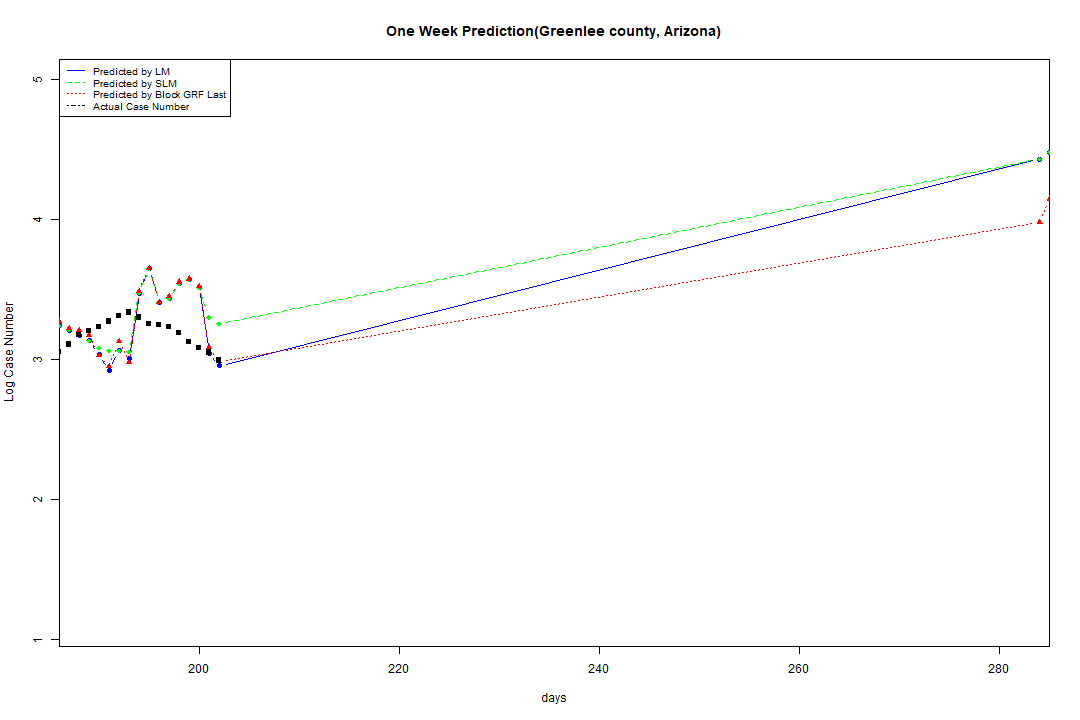 One Week Prediction(Greenlee county, Arizona)
Predicted by LM
Predicted by SLM
Predicted by Block GRF Last
Actual Case Number
5
4
3
2
1
Log Case Number
200 220 240 260 280
days